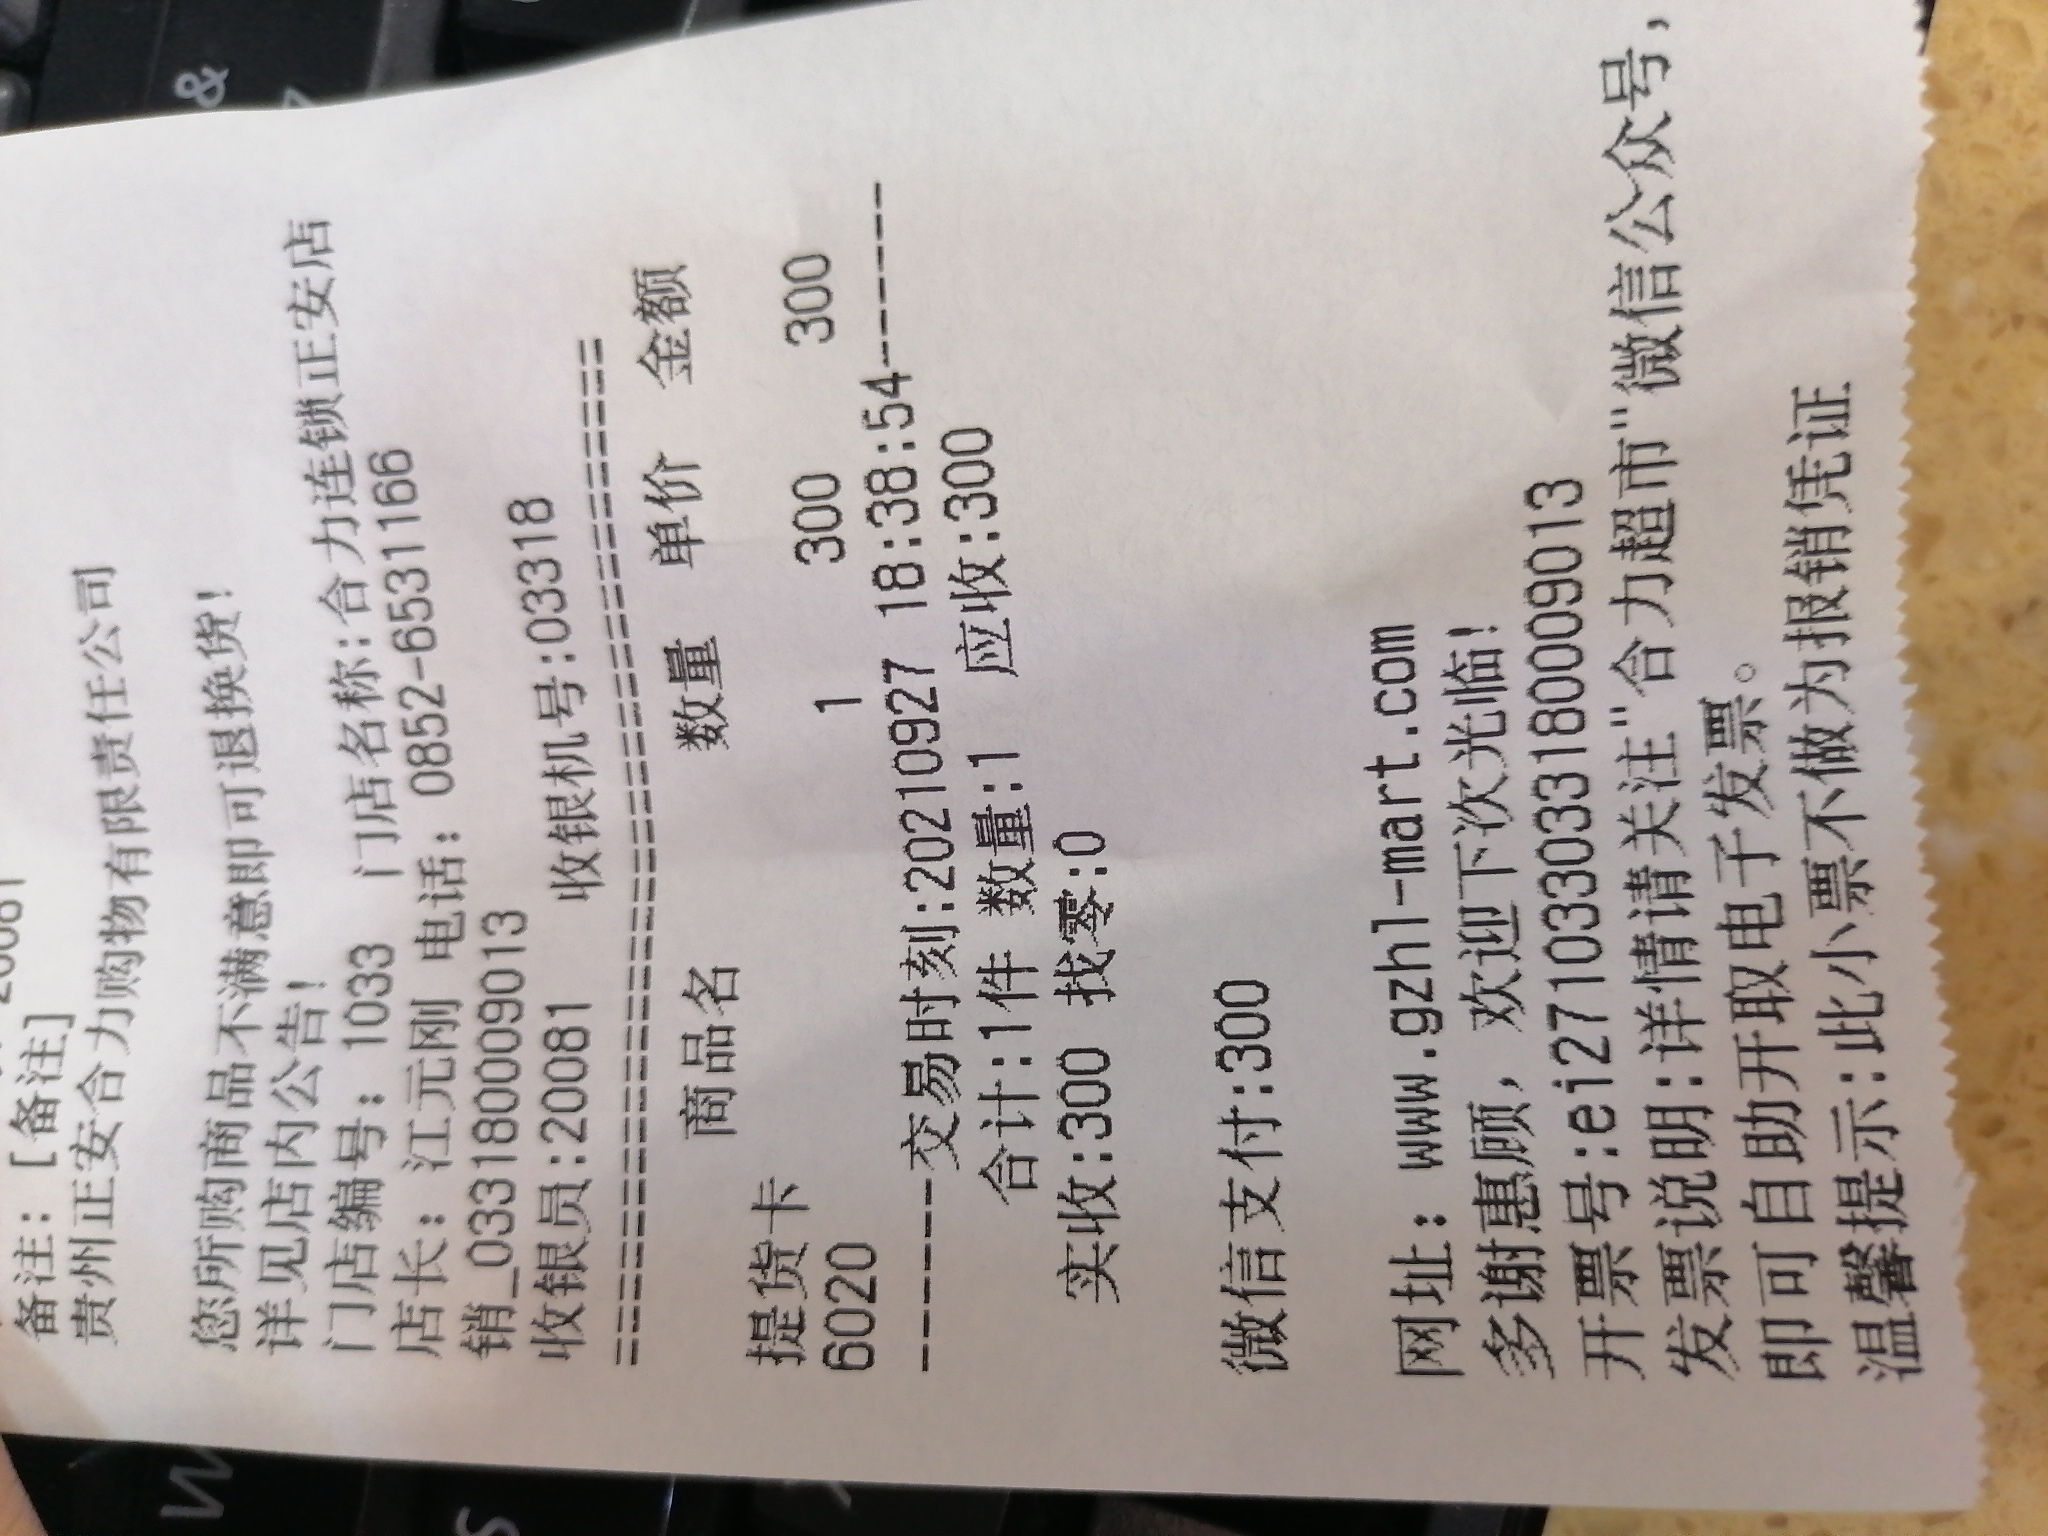 20081
备注: [备注]
贵州正安合力购物有限责任公司
您所购商品不满意即可退换货!
详见店内公告!
门店编号: 1033 门店名称:合力连锁正安店
店长: 江元刚 电话: 0852-6531166
销_0331800009013
收银员:20081 收银机号:03318
商品名 数量 单价 金额
提货卡
6020 1 300 300
-------交易时刻:20210927 18:38:54-------
合计:1件 数量:1 应收:300
实收:300 找零:0
微信支付:300
网址: www.gzhl-mart.com
多谢惠顾, 欢迎下次光临!
开票号:ei27103303318000009013
发票说明:详情请关注"合力超市"微信公众号,
即可自助开取电子发票。
温馨提示:此小票不做为报销凭证
&
W
S